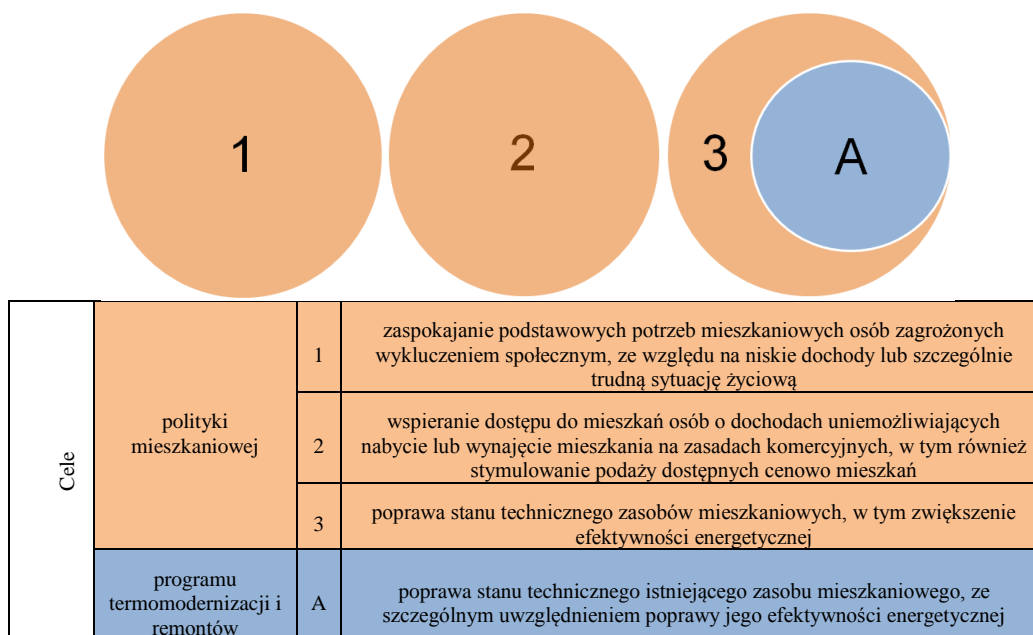 1
2
3
A
Cele
polityki
mieszkaniowej
1
zaspokajanie podstawowych potrzeb mieszkaniowych osób zagrożonych
wykluczeniem społecznym, ze względu na niskie dochody lub szczególnie
trudną sytuację życiową
2
wspieranie dostępu do mieszkań osób o dochodach uniemożliwiających
nabycie lub wynajęcie mieszkania na zasadach komercyjnych, w tym również
stymulowanie podaży dostępnych cenowo mieszkań
3
poprawa stanu technicznego zasobów mieszkaniowych, w tym zwiększenie
efektywności energetycznej
programu
termomodernizacji i
remontów
A
poprawa stanu technicznego istniejącego zasobu mieszkaniowego, ze
szczególnym uwzględnieniem poprawy jego efektywności energetycznej